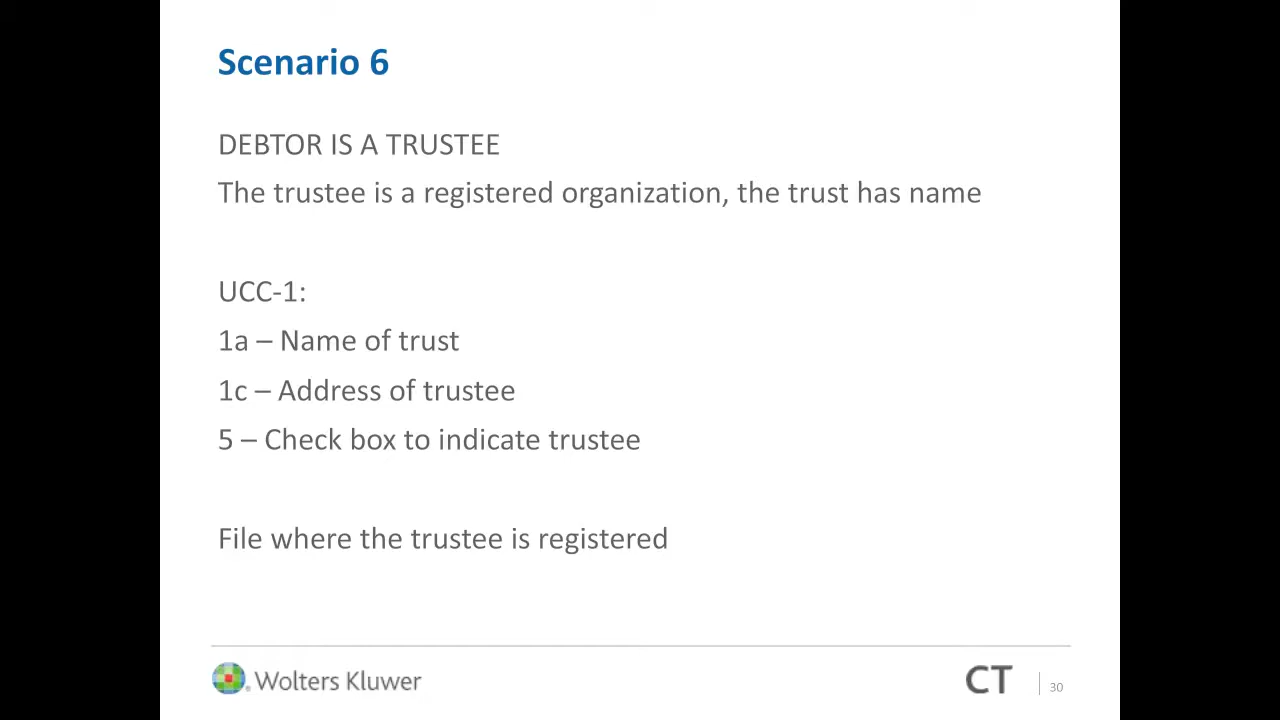 Scenario 6
DEBTOR IS A TRUSTEE
The trustee is a registered organization, the trust has name
UCC-1:
1a – Name of trust
1c – Address of trustee
5 – Check box to indicate trustee
File where the trustee is registered
Wolters Kluwer
CT
30